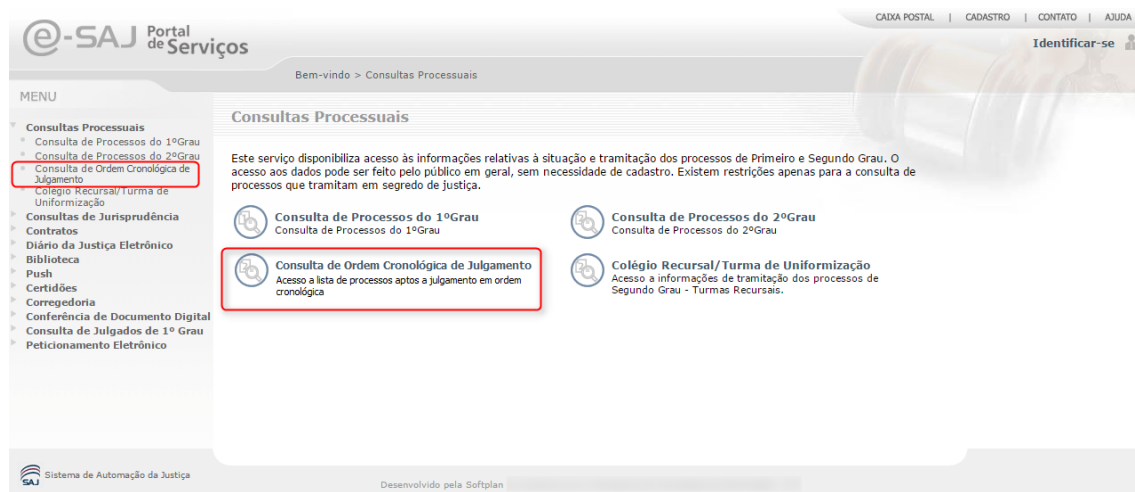 CAIXA POSTAL | CADASTRO | CONTATO | AJUDA
e-SAJ Portal de Serviços
Identificar-se
Bem-vindo > Consultas Processuais
MENU
Consultas Processuais
Consulta de Processos do 1ºGrau
Consulta de Processos do 2ºGrau
Consulta de Ordem Cronológica de
Julgamento
Colégio Recursal/Turma de
Uniformização
Consultas de Jurisprudência
Contratos
Diário da Justiça Eletrônico
Biblioteca
Push
Certidões
Corregedoria
Conferência de Documento Digital
Consulta de Julgados de 1º Grau
Peticionamento Eletrônico
Consultas Processuais
Este serviço disponibiliza acesso às informações relativas à situação e tramitação dos processos de Primeiro e Segundo Grau. O
acesso aos dados pode ser feito pelo público em geral, sem necessidade de cadastro. Existem restrições apenas para a consulta de
processos que tramitam em segredo de justiça.
Consulta de Processos do 1ºGrau
Consulta de Processos do 1ºGrau
Consulta de Processos do 2ºGrau
Consulta de Processos do 2ºGrau
Consulta de Ordem Cronológica de Julgamento
Acesso a lista de processos aptos a julgamento em ordem
cronológica
Colégio Recursal/Turma de Uniformização
Acesso a informações de tramitação dos processos de
Segundo Grau - Turmas Recursais.
SAJ
Sistema de Automação da Justiça
Desenvolvido pela Softplan